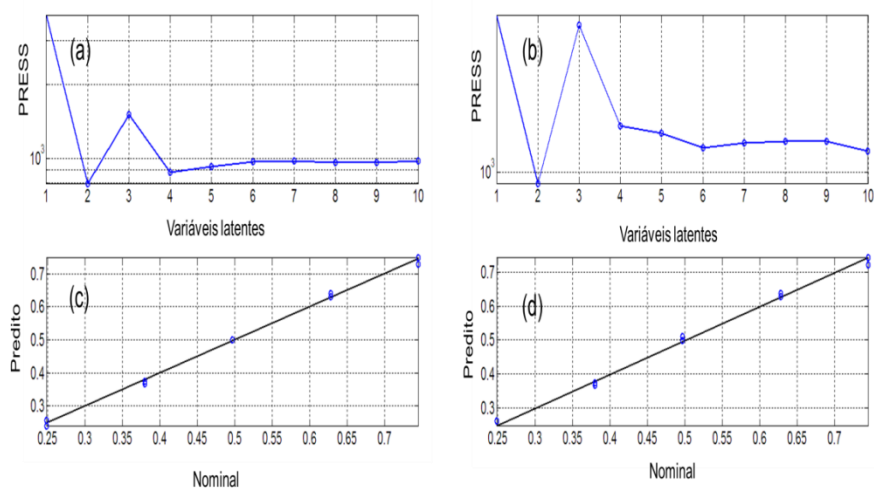 (a)
PRESS
10³
1 2 3 4 5 6 7 8 9 10
Variáveis latentes
(b)
PRESS
10³
1 2 3 4 5 6 7 8 9 10
Variáveis latentes
(c)
Predito
0.7
0.6
0.5
0.4
0.3
0.25 0.3 0.35 0.4 0.45 0.5 0.55 0.6 0.65 0.7
Nominal
(d)
Predito
0.7
0.6
0.5
0.4
0.3
0.25 0.3 0.35 0.4 0.45 0.5 0.55 0.6 0.65 0.7
Nominal